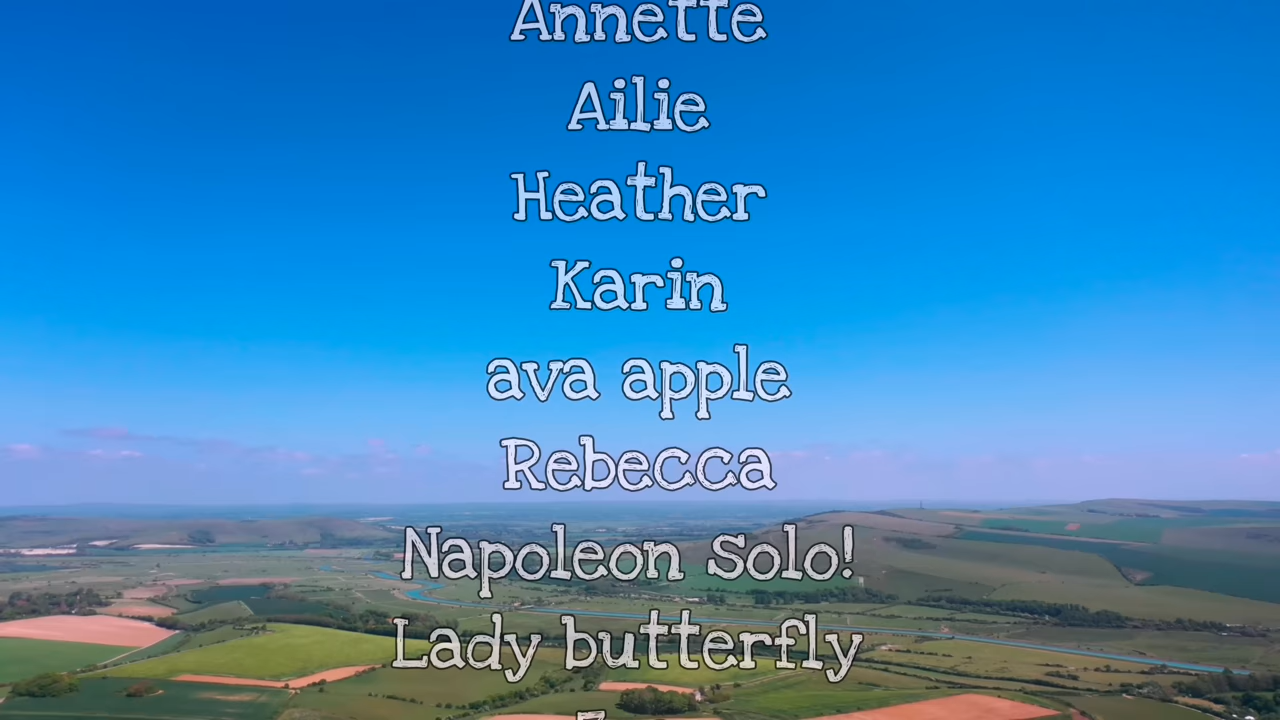 Annette
Ailie
Heather
Karin
ava apple
Rebecca
Napoleon solo!
Lady butterfly